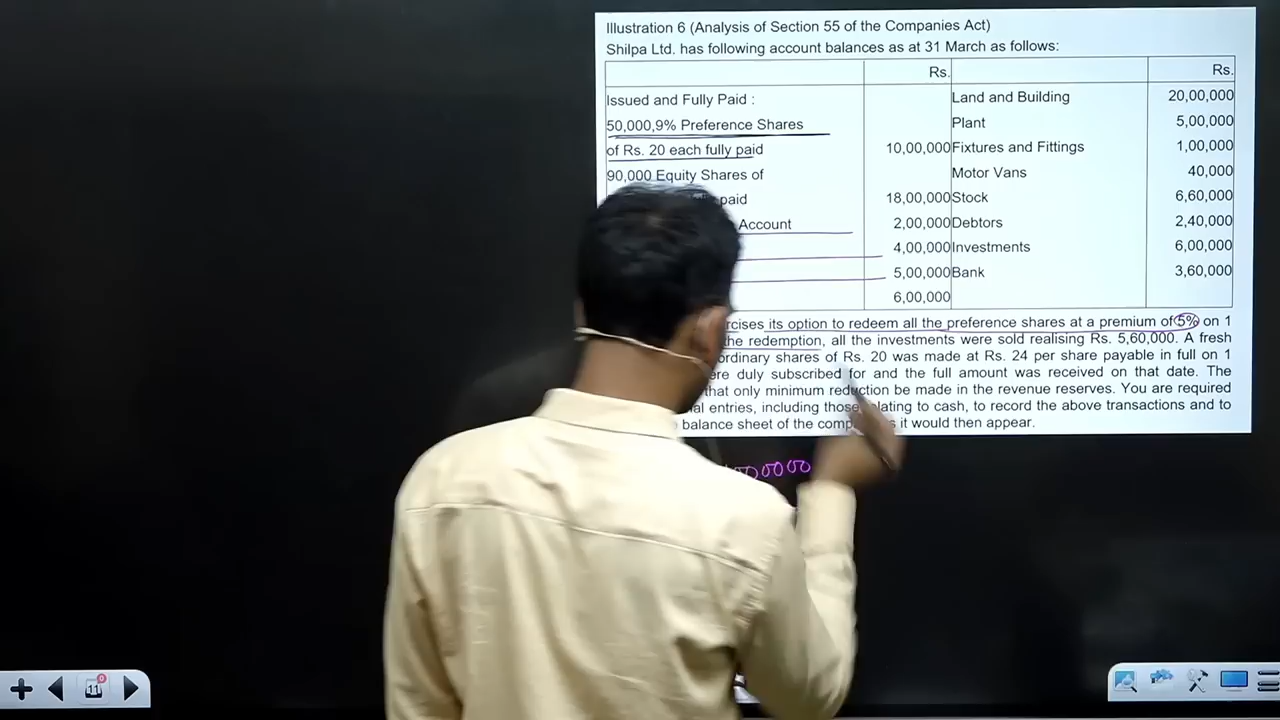 Illustration 6 (Analysis of Section 55 of the Companies Act)
Shilpa Ltd. has following account balances as at 31 March as follows:
Rs. Rs.
Issued and Fully Paid : Land and Building 20,00,000
50,000,9% Preference Shares Plant 5,00,000
of Rs. 20 each fully paid 10,00,000 Fixtures and Fittings 1,00,000
90,000 Equity Shares of Motor Vans 40,000
paid 18,00,000 Stock 6,60,000
Account 2,00,000 Debtors 2,40,000
4,00,000 Investments 6,00,000
5,00,000 Bank 3,60,000
6,00,000
its option to redeem all the preference shares at a premium of 5% on 1
the redemption, all the investments were sold realising Rs. 5,60,000. A fresh
ordinary shares of Rs. 20 was made at Rs. 24 per share payable in full on 1
duly subscribed for and the full amount was received on that date. The
that only minimum reduction be made in the revenue reserves. You are required
entries, including those relating to cash, to record the above transactions and to
balance sheet of the it would then appear.
11